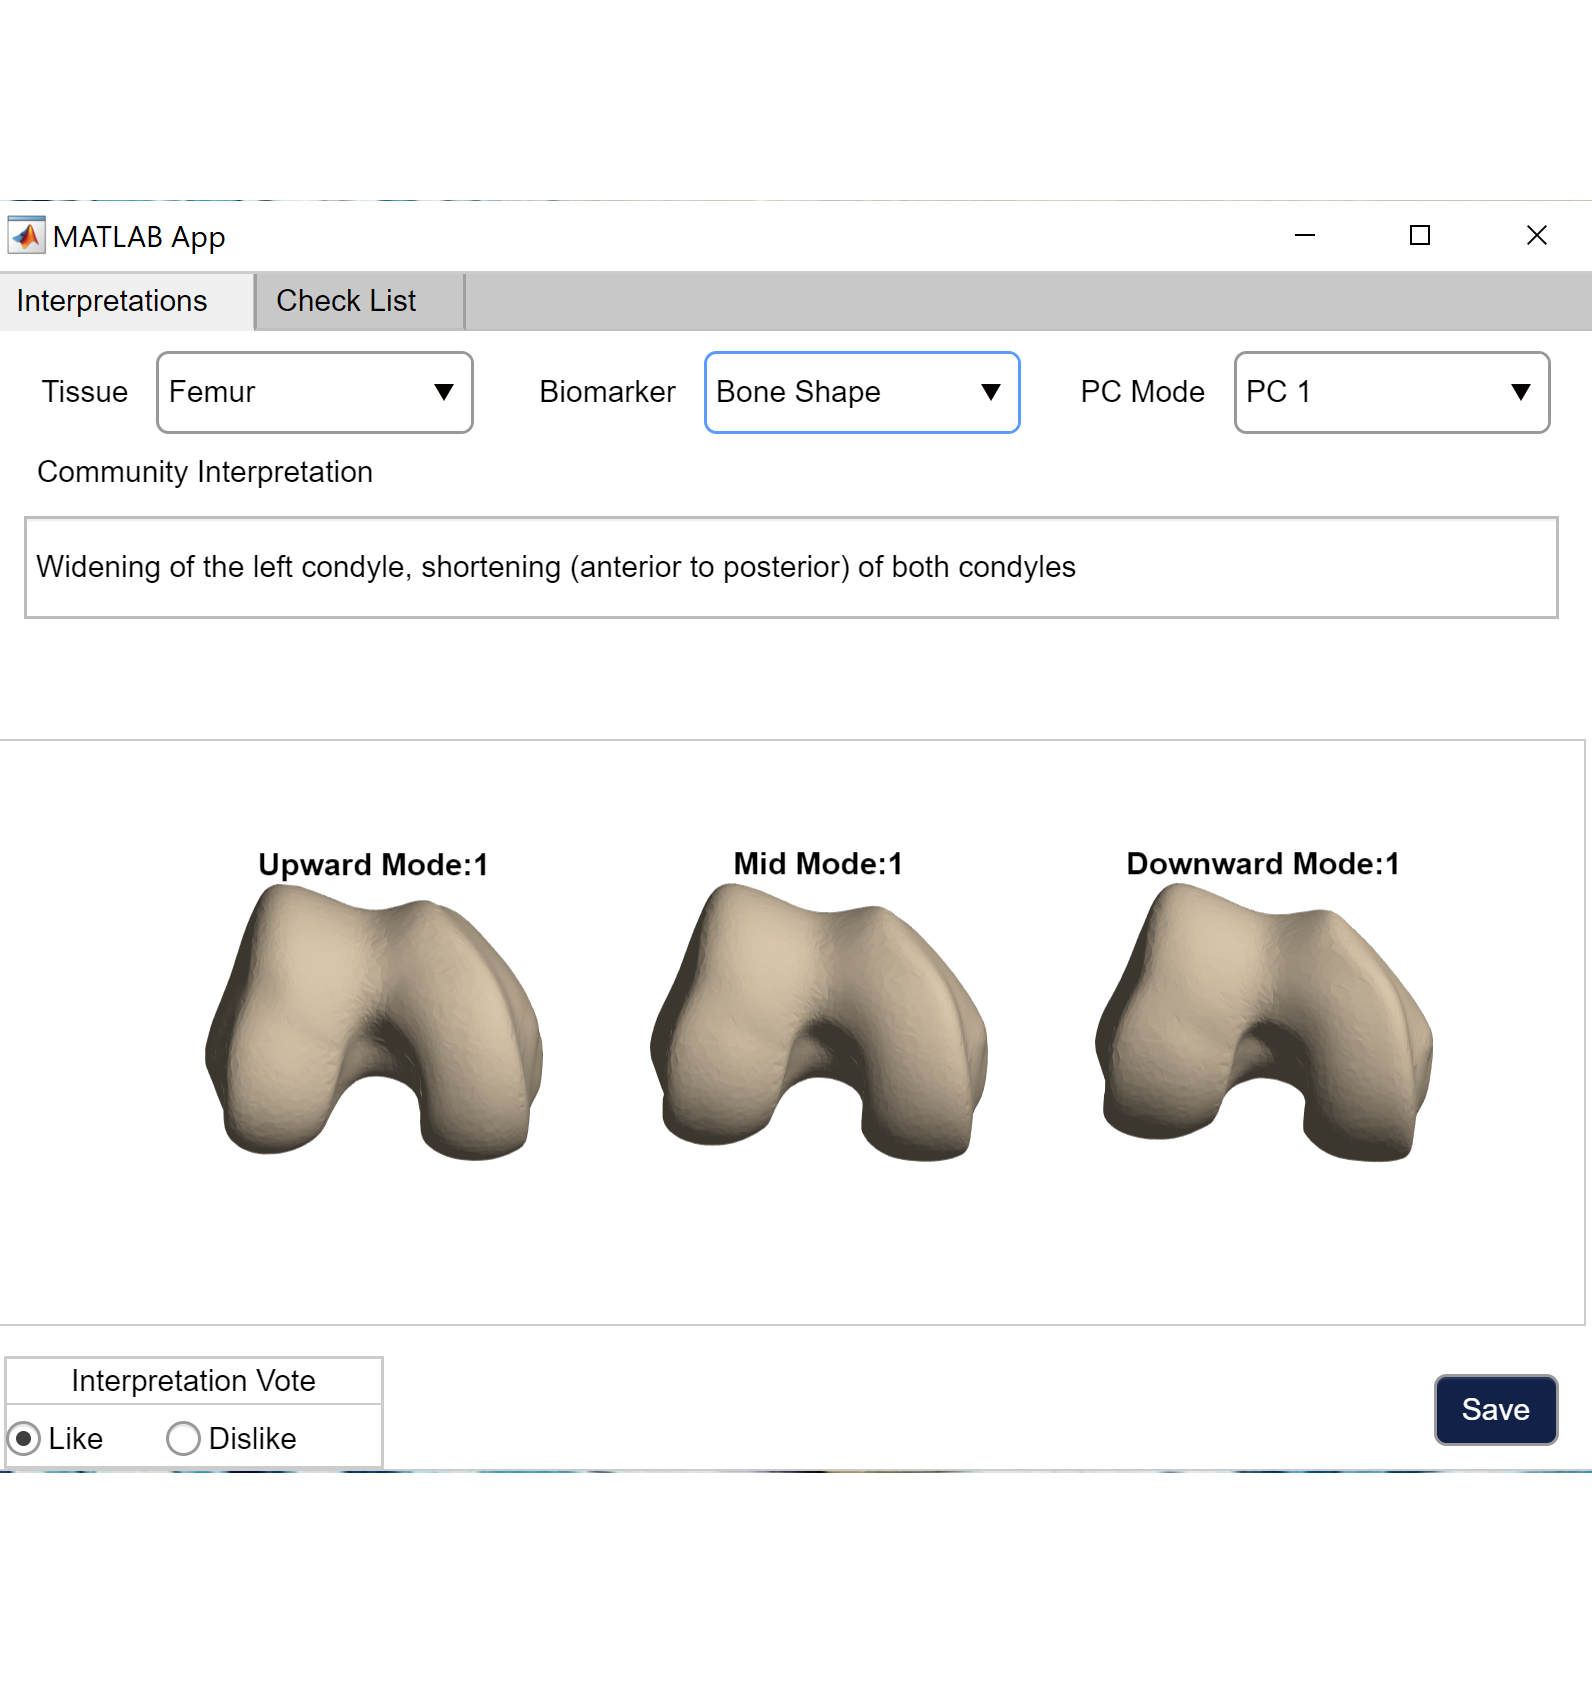 MATLAB App
Interpretations Check List
Tissue Femur Biomarker Bone Shape PC Mode PC 1
Community Interpretation
Widening of the left condyle, shortening (anterior to posterior) of both condyles
Upward Mode:1 Mid Mode:1 Downward Mode:1
Interpretation Vote
Like Dislike
Save